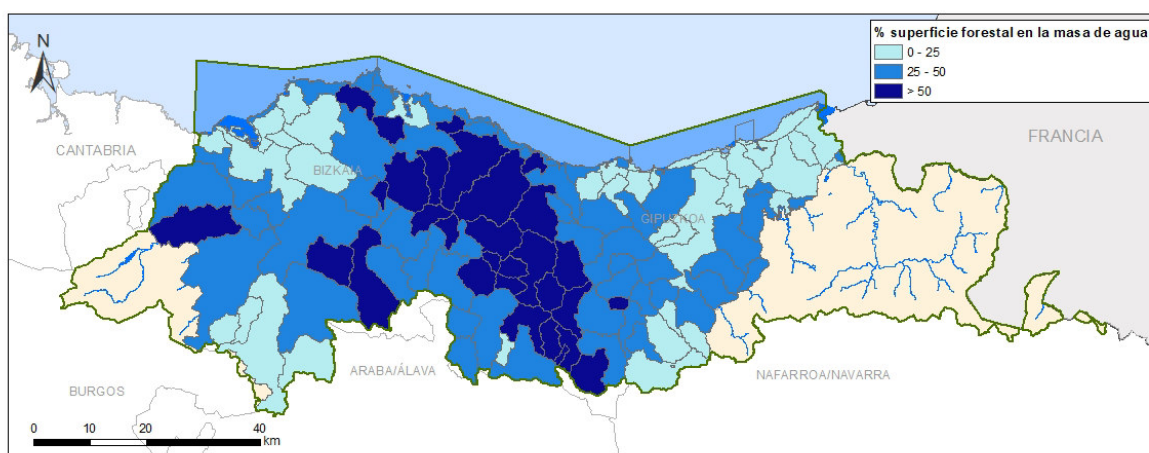 % superficie forestal en la masa de agua
0 - 25
25 - 50
> 50
N
FRANCIA
CANTABRIA
BIZKAIA
GIPUZKOA
ARABA/ÁLAVA
NAFARROA/NAVARRA
BURGOS
0 10 20 40
km